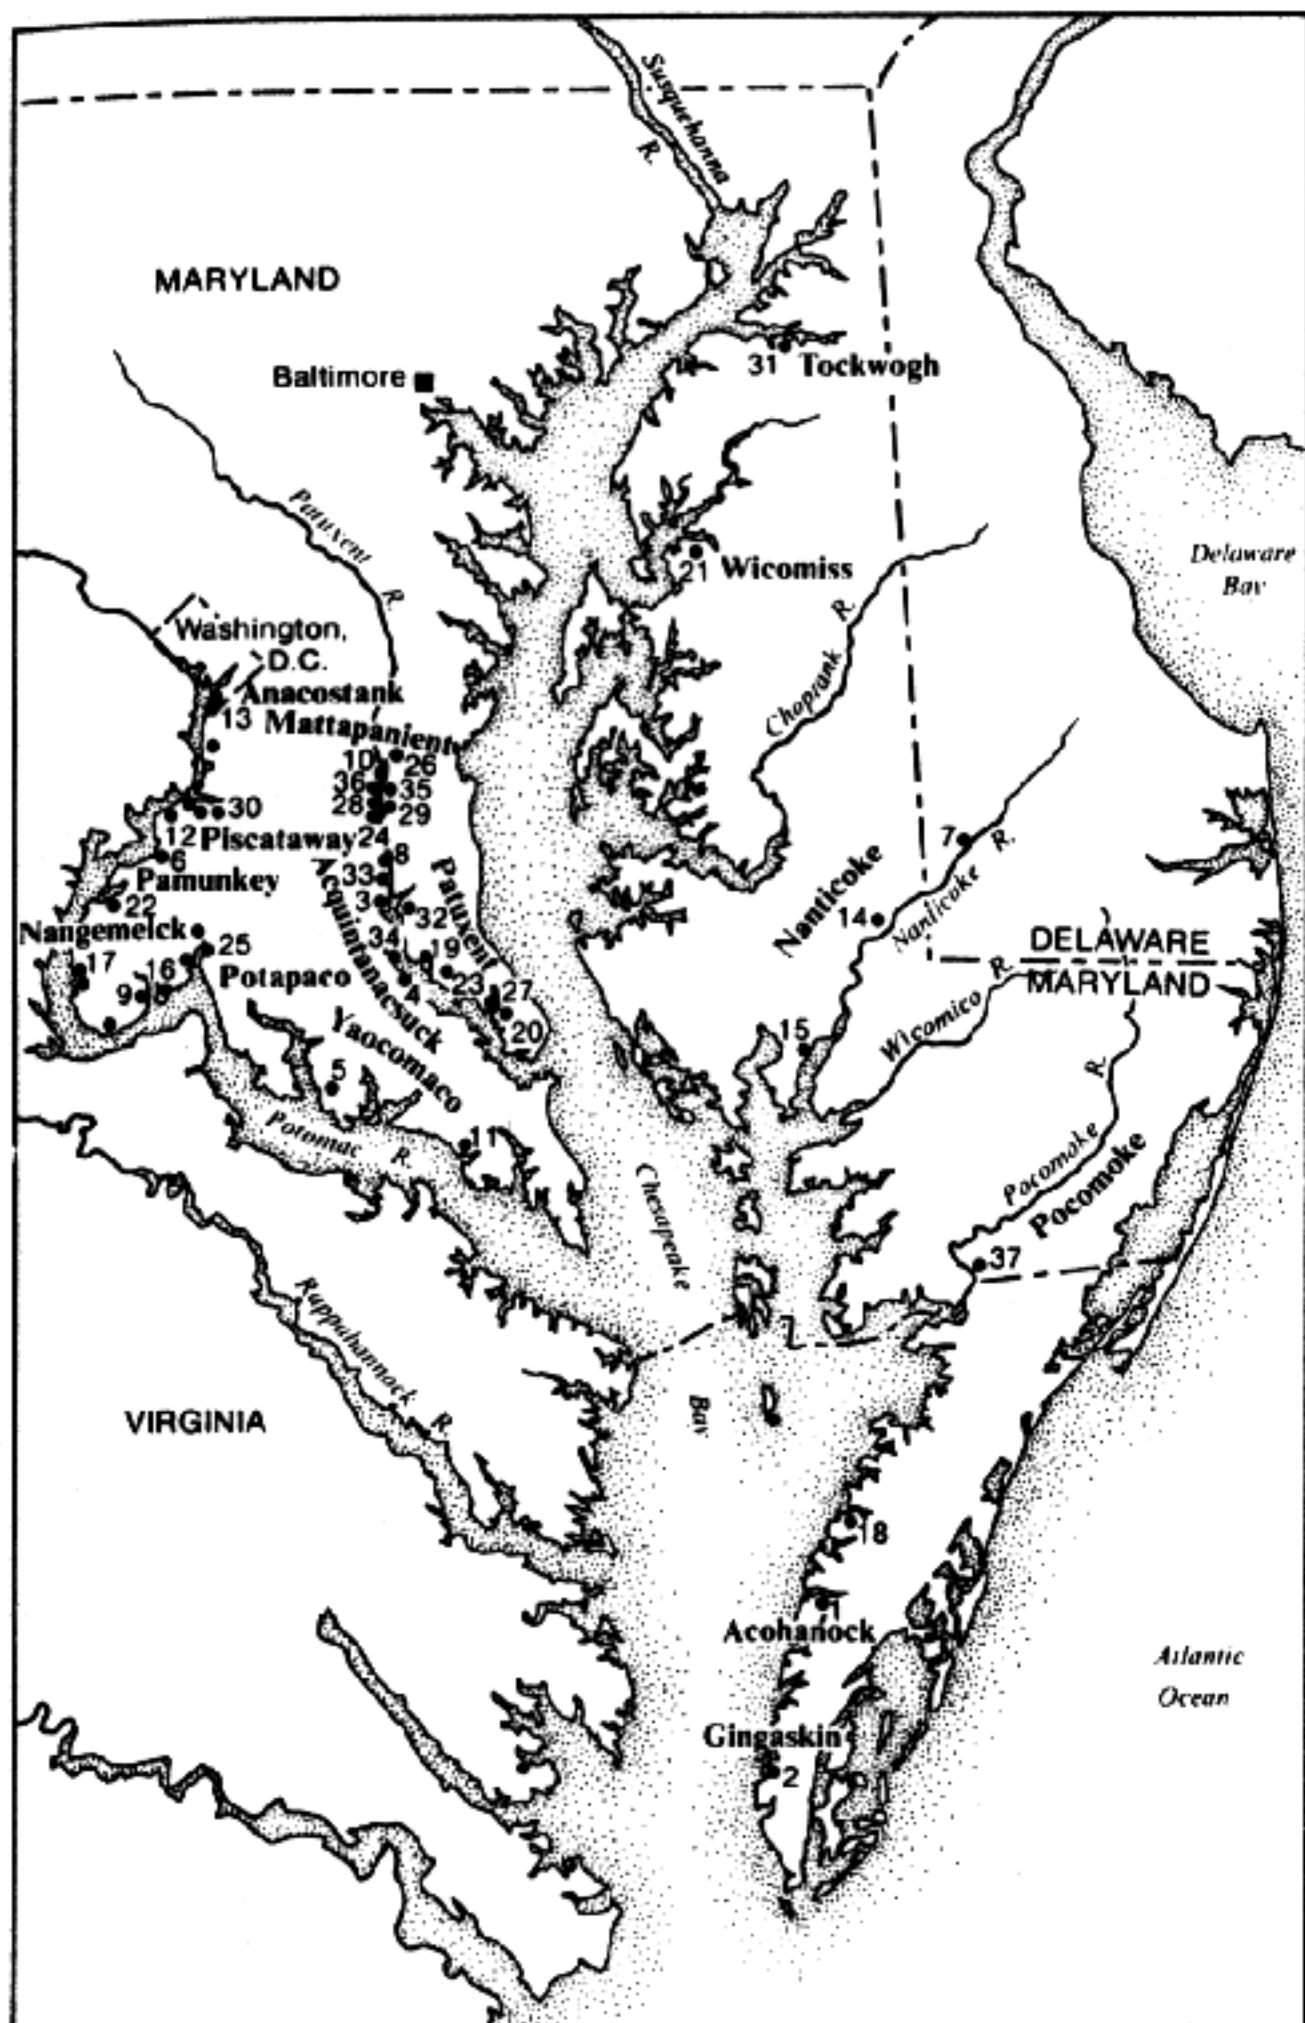 Susquehanna
R.
MARYLAND
Baltimore
31 Tockwogh
Patuxent
R.
21 Wicomiss
Delaware
Bay
Washington,
D.C.
Choprank
R.
Anacostank
13
Mattapanient
10 26
36 35
28 29
30
12 Piscataway 24
6
8
7
Pamunkey
33
22
3
32
Acquintanacsuck
Patuxent
Nanticoke
14
Nanticoke
R.
Nangemeick
25
34 19
17 16
Potapaco
4 23
9
27
20
DELAWARE
MARYLAND
R.
Wicomico
15
Yaocomaco
5
Potomac
R.
11
Pocomoke
R.
Pocomoke
37
Chesapeake
Bay
Rappahannock
R.
VIRGINIA
18
1
Acohanock
Atlantic
Ocean
Gingaskin
2